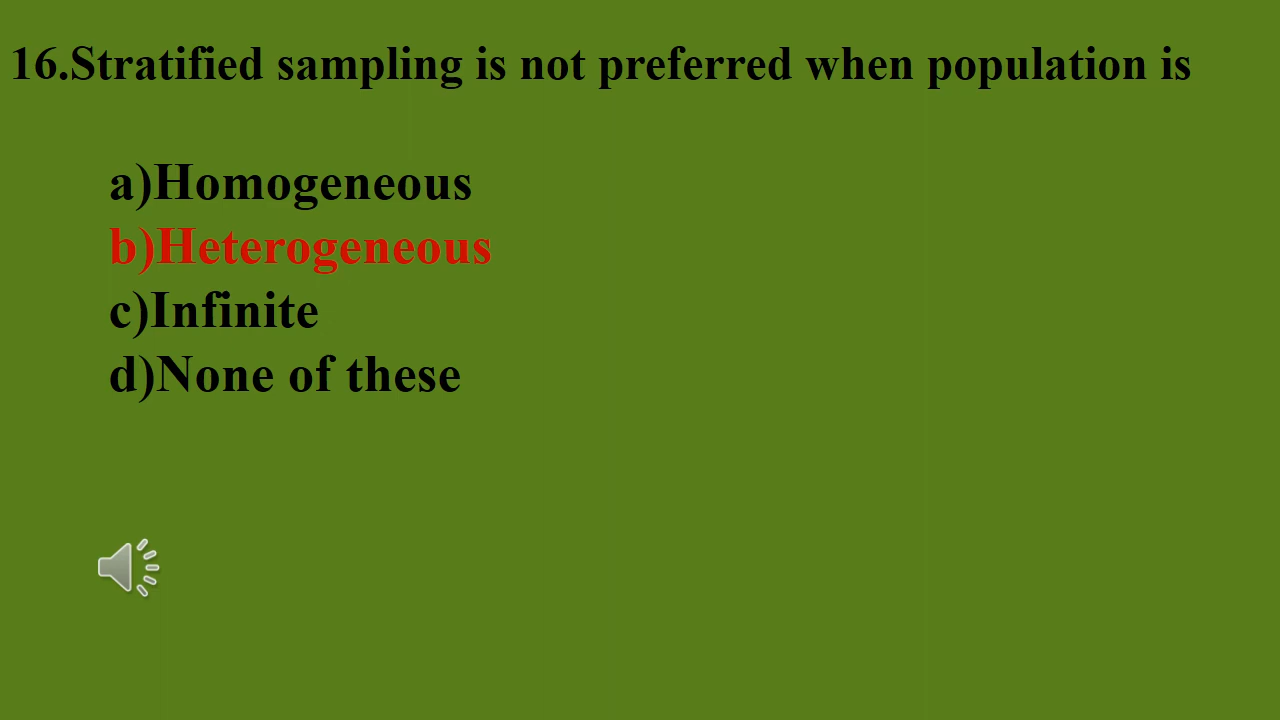 16.Stratified sampling is not preferred when population is
a)Homogeneous
b)Heterogeneous
c)Infinite
d)None of these